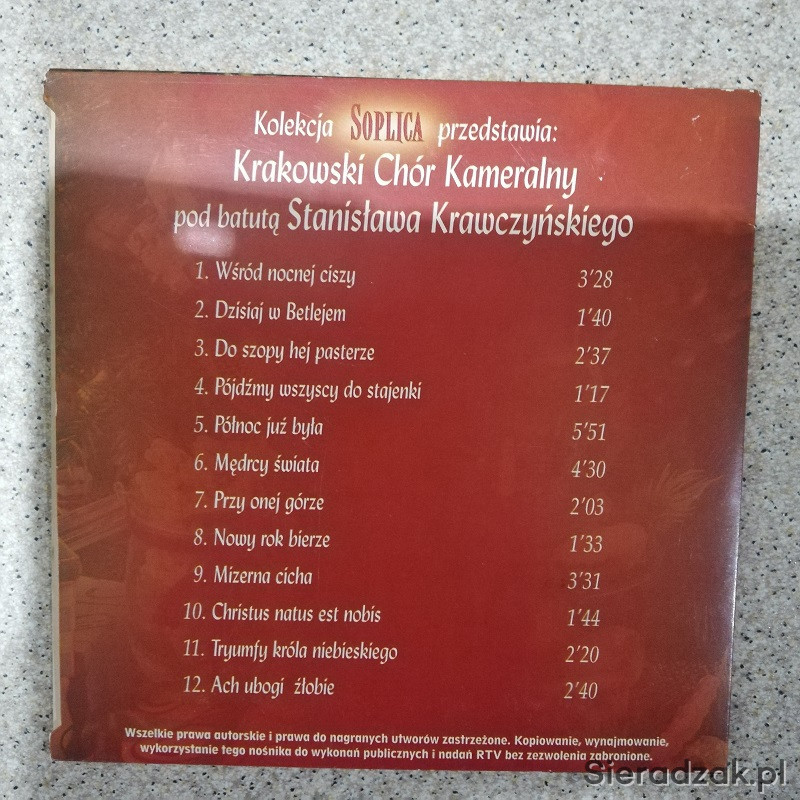 Kolekcja SOPLICA przedstawia:
Krakowski Chór Kameralny
pod batutą Stanisława Krawczyńskiego
1. Wśród nocnej ciszy 3'28
2. Dzisiaj w Betlejem 1'40
3. Do szopy hej pasterze 2'37
4. Pójdźmy wszyscy do stajenki 1'17
5. Północ już była 5'51
6. Mędrcy świata 4'30
7. Przy onej górze 2'03
8. Nowy rok bierze 1'33
9. Mizerna cicha 3'31
10. Christus natus est nobis 1'44
11. Tryumfy króla niebieskiego 2'20
12. Ach ubogi źłobie 2'40
Wszelkie prawa autorskie i prawa do nagranych utworów zastrzeżone. Kopiowanie, wynajmowanie,
wykorzystanie tego nośnika do wykonań publicznych i nadań RTV bez zezwolenia zabronione.
Sieradzak.pl